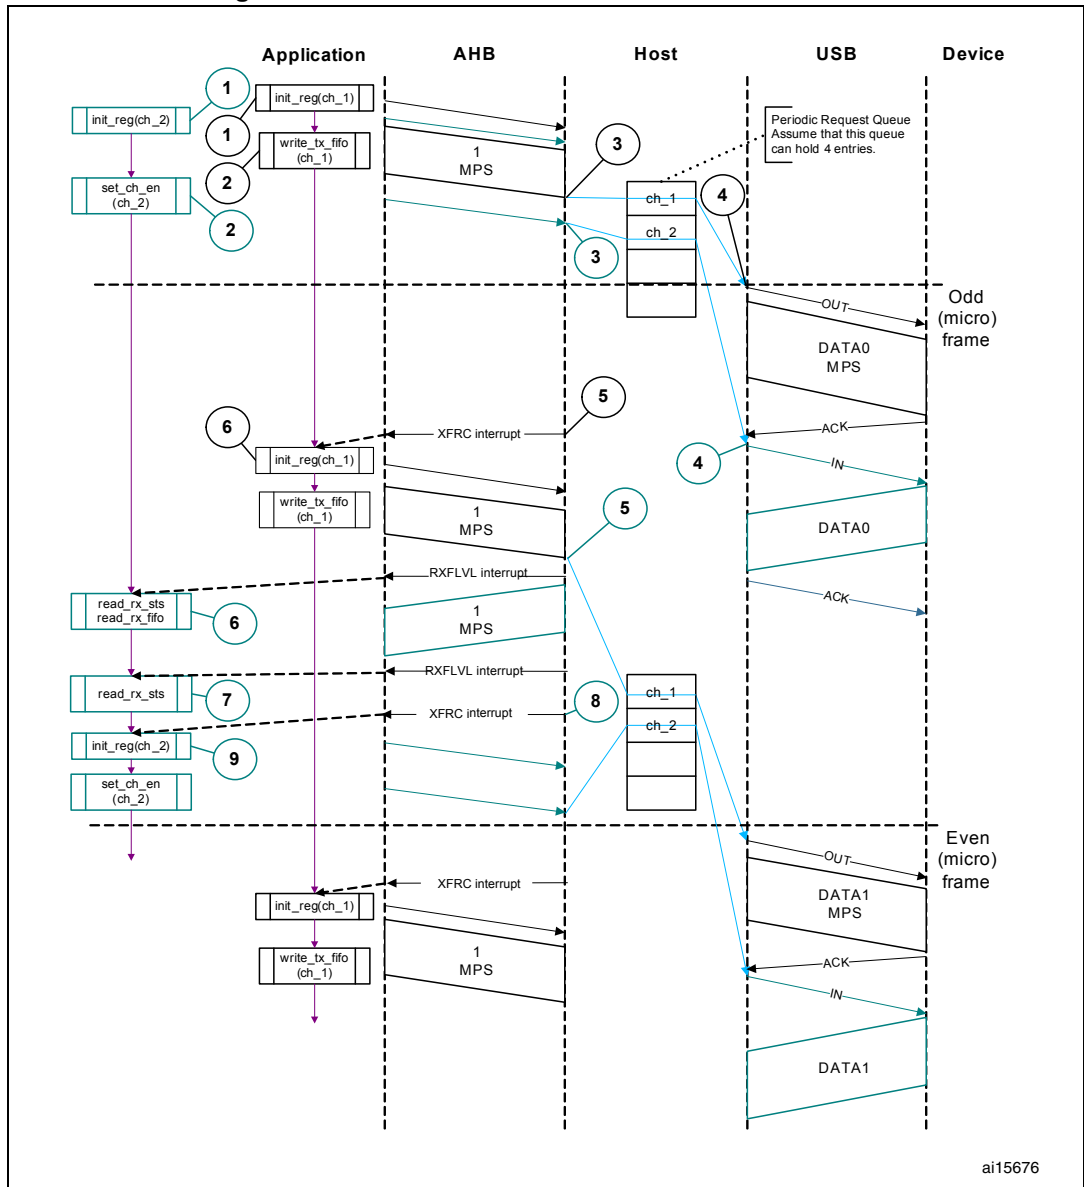 Application
AHB
Host
USB
Device
1
init_reg(ch_1)
init_reg(ch_2)
1
Periodic Request Queue
Assume that this queue
can hold 4 entries.
write_tx_fifo
(ch_1)
1
MPS
3
2
set_ch_en
(ch_2)
4
ch_1
2
ch_2
3
Odd
(micro)
frame
OUT
DATA0
MPS
5
6
XFRC interrupt
ACK
init_reg(ch_1)
4
IN
write_tx_fifo
(ch_1)
1
MPS
5
DATA0
RXFLVL interrupt
ACK
read_rx_sts
read_rx_fifo
6
1
MPS
RXFLVL interrupt
read_rx_sts
7
ch_1
XFRC interrupt
8
ch_2
init_reg(ch_2)
9
set_ch_en
(ch_2)
Even
(micro)
frame
OUT
XFRC interrupt
DATA1
MPS
init_reg(ch_1)
write_tx_fifo
(ch_1)
1
MPS
ACK
IN
DATA1
ai15676